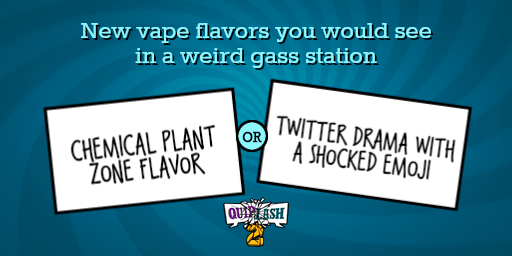 New vape flavors you would see
in a weird gass station
CHEMICAL PLANT
ZONE FLAVOR
OR
TWITTER DRAMA WITH
A SHOCKED EMOJI
QUIPLASH
2